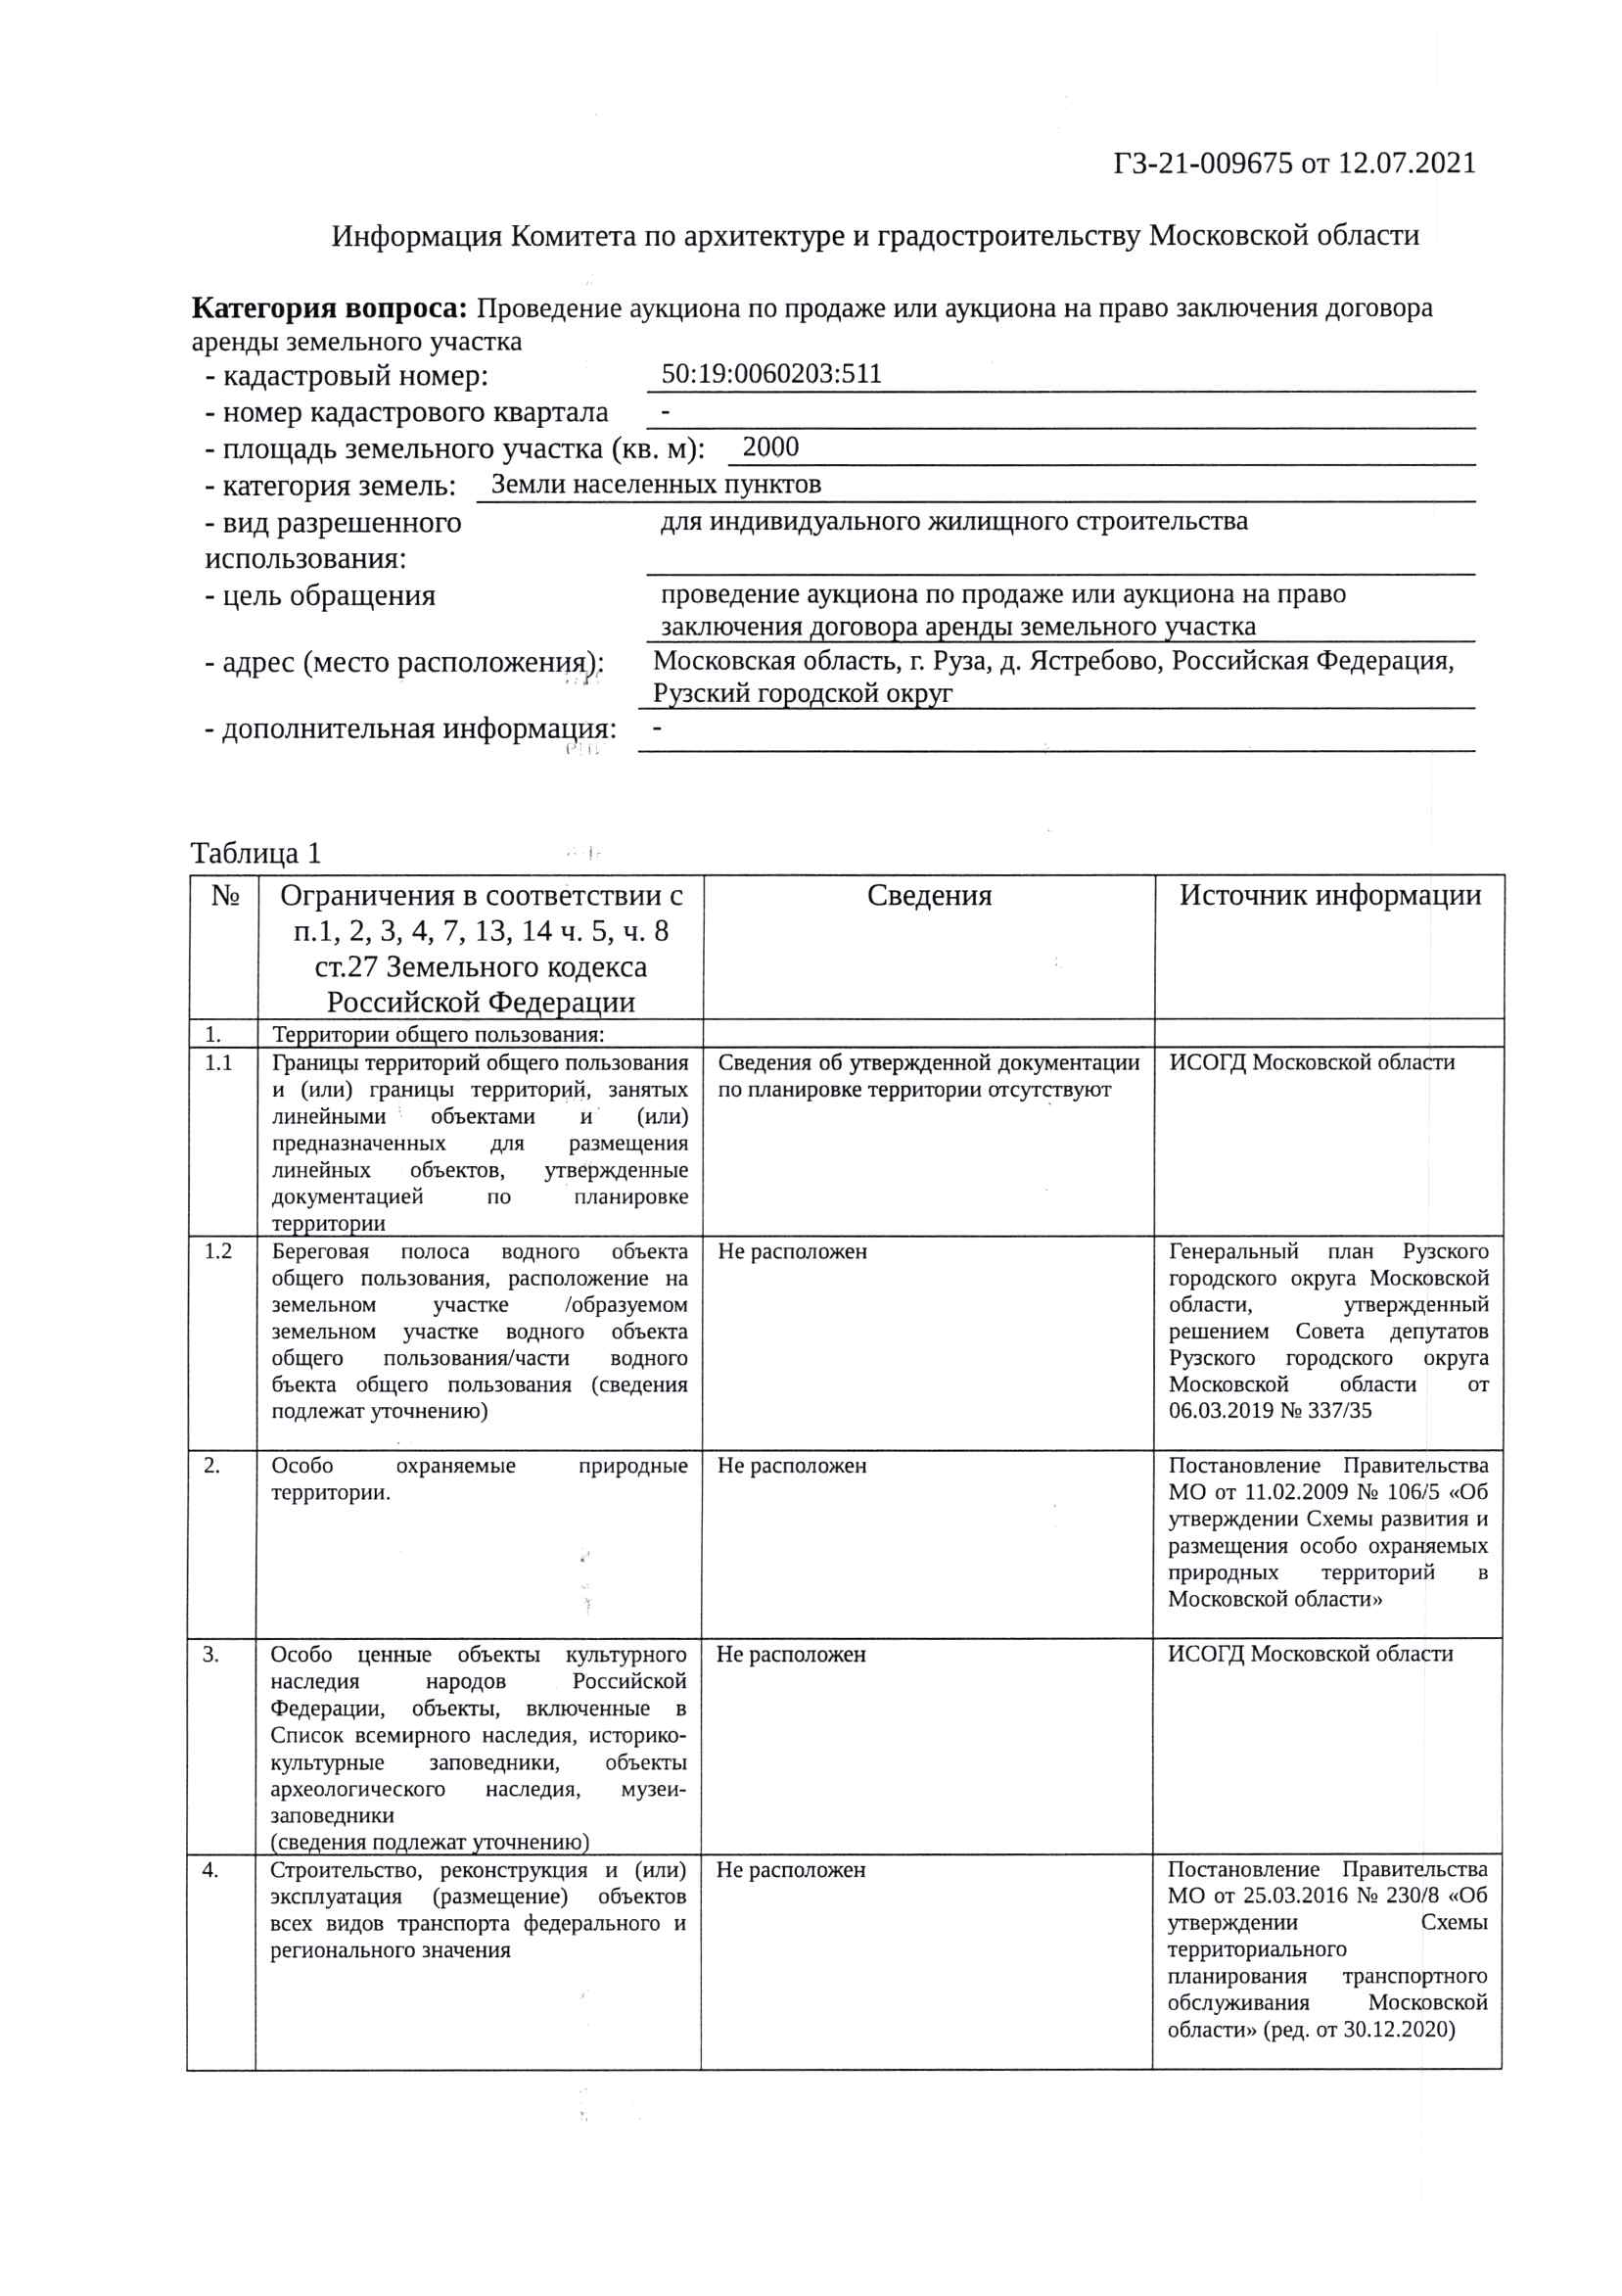 ГЗ-21-009675 от 12.07.2021
Информация Комитета по архитектуре и градостроительству Московской области
Категория вопроса: Проведение аукциона по продаже или аукциона на право заключения договора
аренды земельного участка
- кадастровый номер: 50:19:0060203:511
- номер кадастрового квартала -
- площадь земельного участка (кв. м): 2000
- категория земель: Земли населенных пунктов
- вид разрешенного для индивидуального жилищного строительства
использования:
- цель обращения проведение аукциона по продаже или аукциона на право
заключения договора аренды земельного участка
- адрес (место расположения): Московская область, г. Руза, д. Ястребово, Российская Федерация,
Рузский городской округ
- дополнительная информация: -
Таблица 1
№
Ограничения в соответствии с
п.1, 2, 3, 4, 7, 13, 14 ч. 5, ч. 8
ст.27 Земельного кодекса
Российской Федерации
Сведения
Источник информации
1.
Территории общего пользования:
1.1
Границы территорий общего пользования
и (или) границы территорий, занятых
линейными объектами и (или)
предназначенных для размещения
линейных объектов, утвержденные
документацией по планировке
территории
Сведения об утвержденной документации
по планировке территории отсутствуют
ИСОГД Московской области
1.2
Береговая полоса водного объекта
общего пользования, расположение на
земельном участке /образуемом
земельном участке водного объекта
общего пользования/части водного
бъекта общего пользования (сведения
подлежат уточнению)
Не расположен
Генеральный план Рузского
городского округа Московской
области, утвержденный
решением Совета депутатов
Рузского городского округа
Московской области от
06.03.2019 № 337/35
2.
Особо охраняемые природные
территории.
Не расположен
Постановление Правительства
МО от 11.02.2009 № 106/5 «Об
утверждении Схемы развития и
размещения особо охраняемых
природных территорий в
Московской области»
3.
Особо ценные объекты культурного
наследия народов Российской
Федерации, объекты, включенные в
Список всемирного наследия, историко-
культурные заповедники, объекты
археологического наследия, музеи-
заповедники
(сведения подлежат уточнению)
Не расположен
ИСОГД Московской области
4.
Строительство, реконструкция и (или)
эксплуатация (размещение) объектов
всех видов транспорта федерального и
регионального значения
Не расположен
Постановление Правительства
МО от 25.03.2016 № 230/8 «Об
утверждении Схемы
территориального
планирования транспортного
обслуживания Московской
области» (ред. от 30.12.2020)